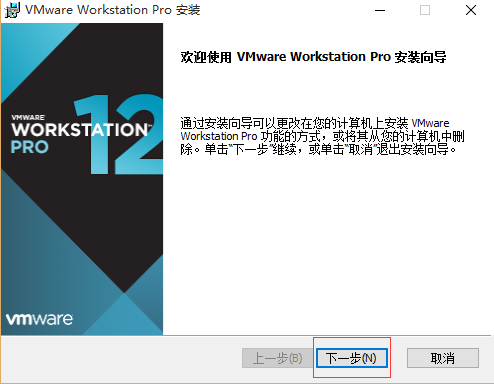 VMware Workstation Pro 安装
欢迎使用 VMware Workstation Pro 安装向导
通过安装向导可以更改在您的计算机上安装 VMware
Workstation Pro 功能的方式，或将其从您的计算机中删
除。单击“下一步”继续，或单击“取消”退出安装向导。
VMWARE
WORKSTATION
PRO 12
vmware
上一步(B) 下一步(N) 取消